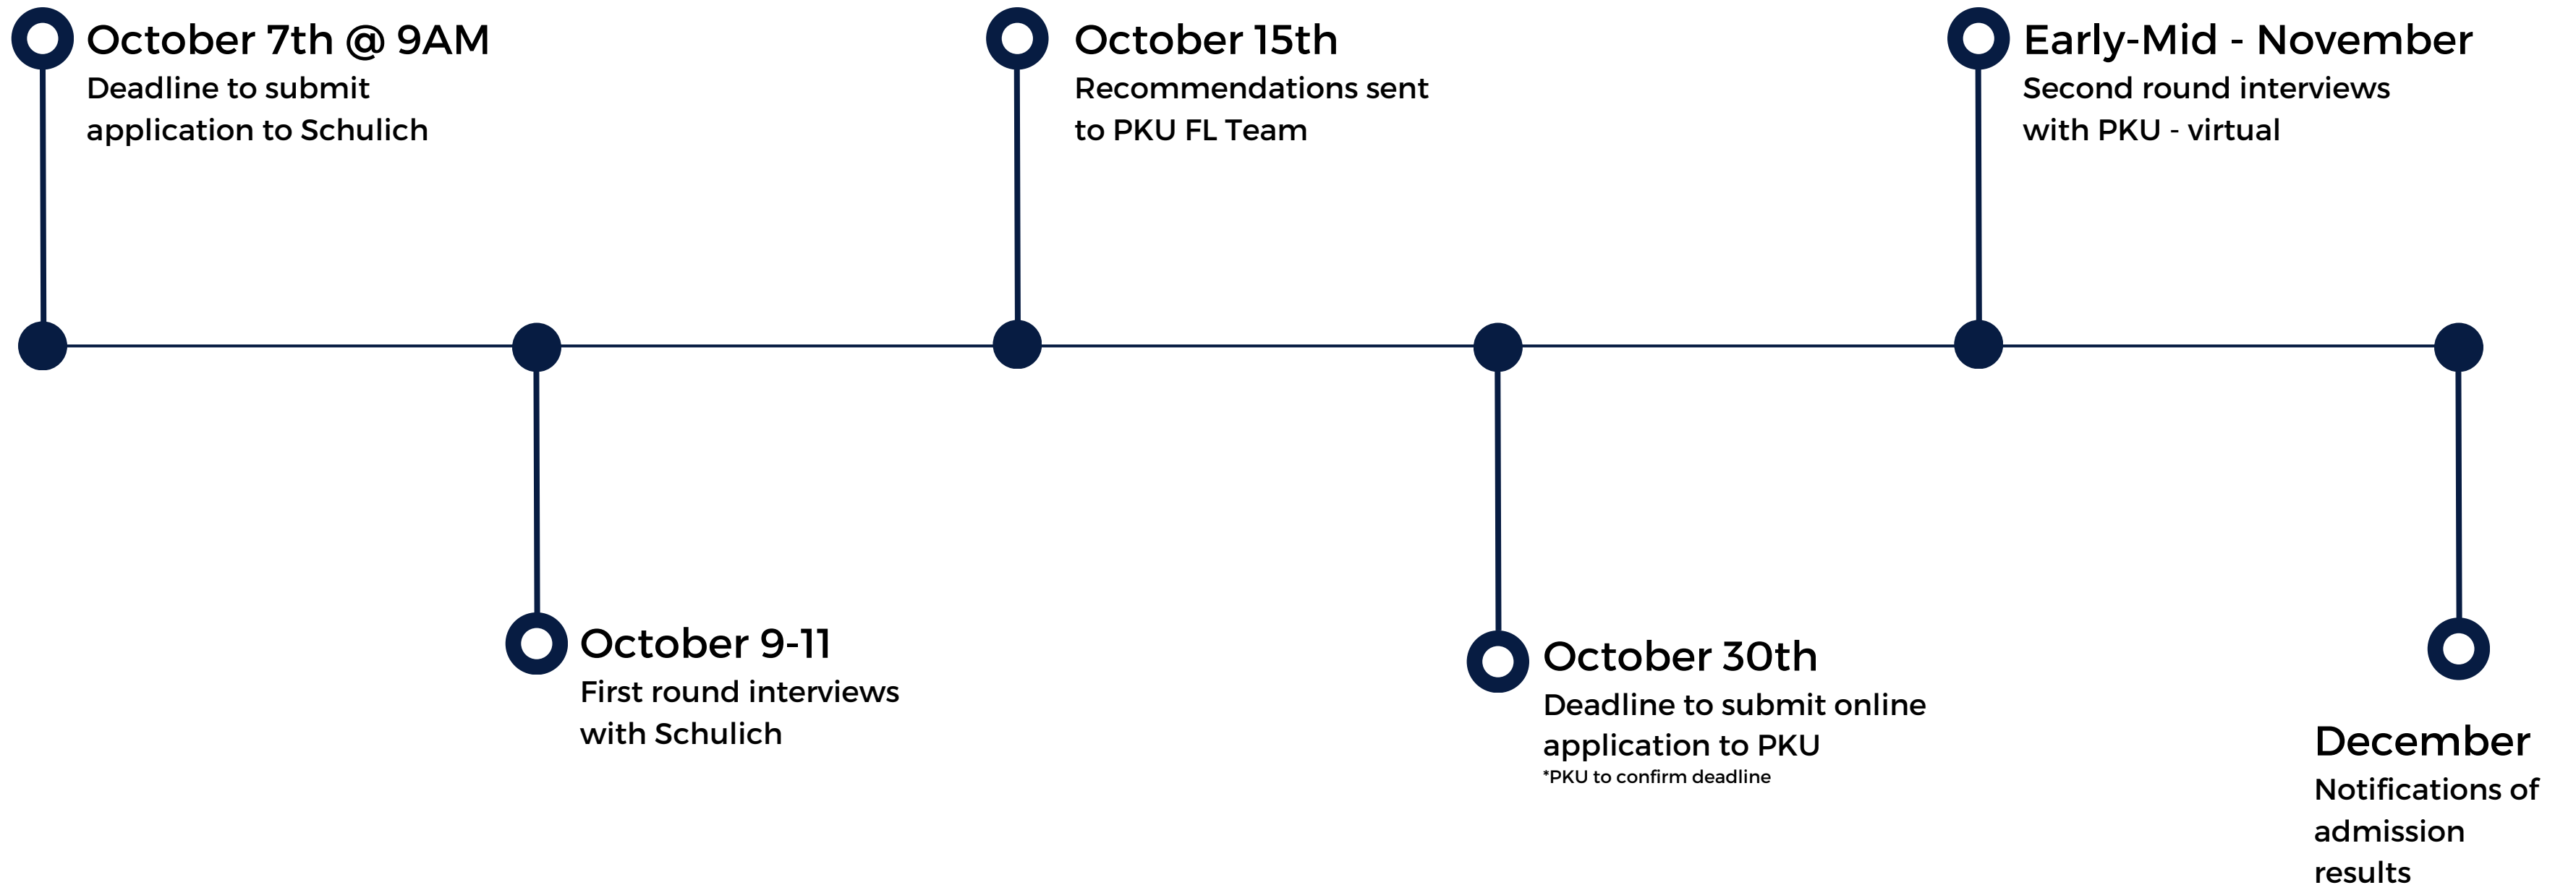 October 7th @ 9AM
Deadline to submit
application to Schulich
October 9-11
First round interviews
with Schulich
October 15th
Recommendations sent
to PKU FL Team
October 30th
Deadline to submit online
application to PKU
*PKU to confirm deadline
Early-Mid - November
Second round interviews
with PKU - virtual
December
Notifications of
admission
results